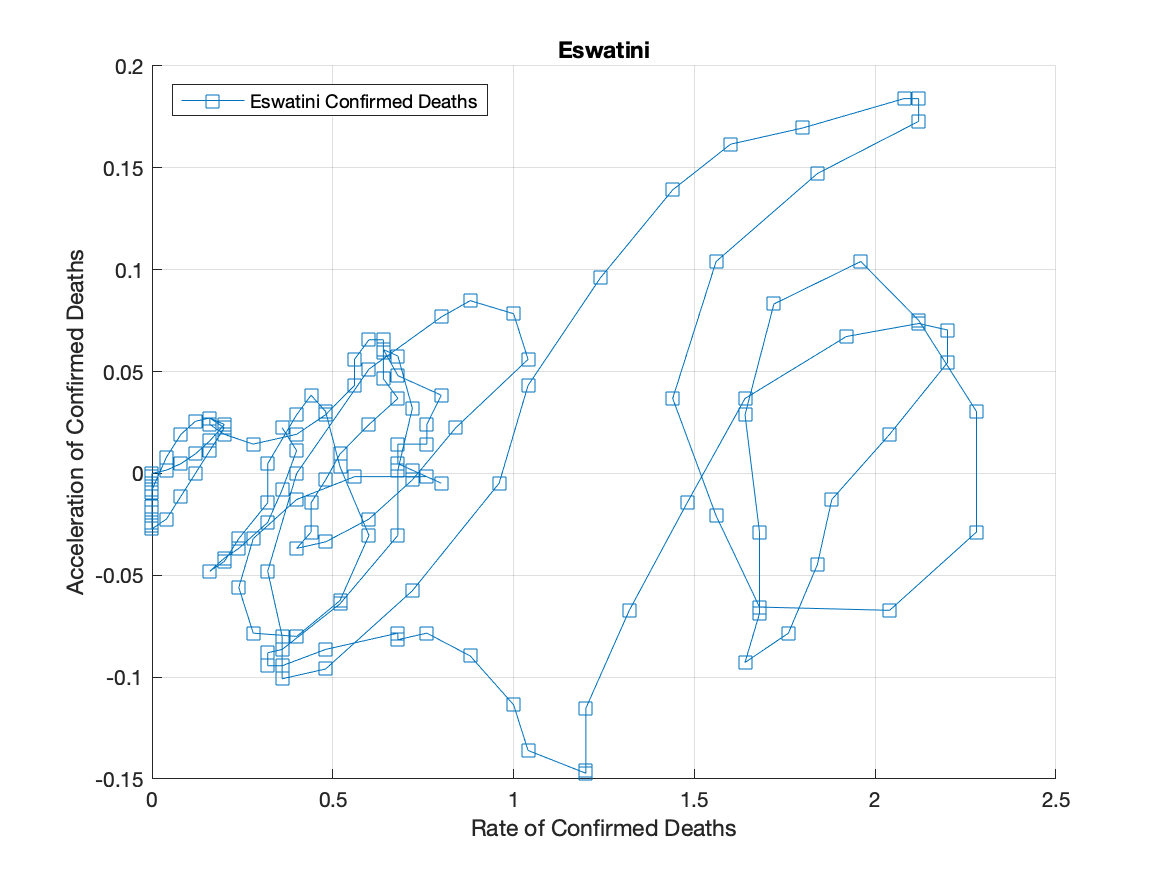 Eswatini
Eswatini Confirmed Deaths
0.2
0.15
0.1
0.05
0
-0.05
-0.1
-0.15
Acceleration of Confirmed Deaths
0 0.5 1 1.5 2 2.5
Rate of Confirmed Deaths